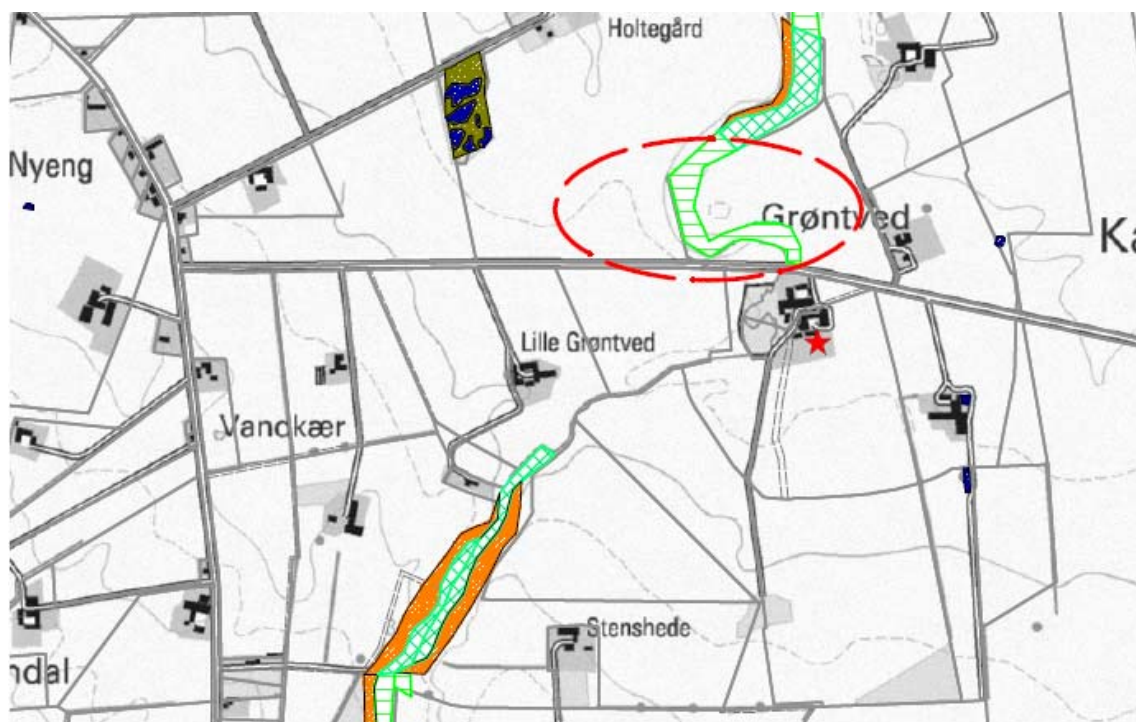 Holtegård
Nyeng
Grøntved
Ka
Lille Grøntved
Vandkær
Stenshede
ndal